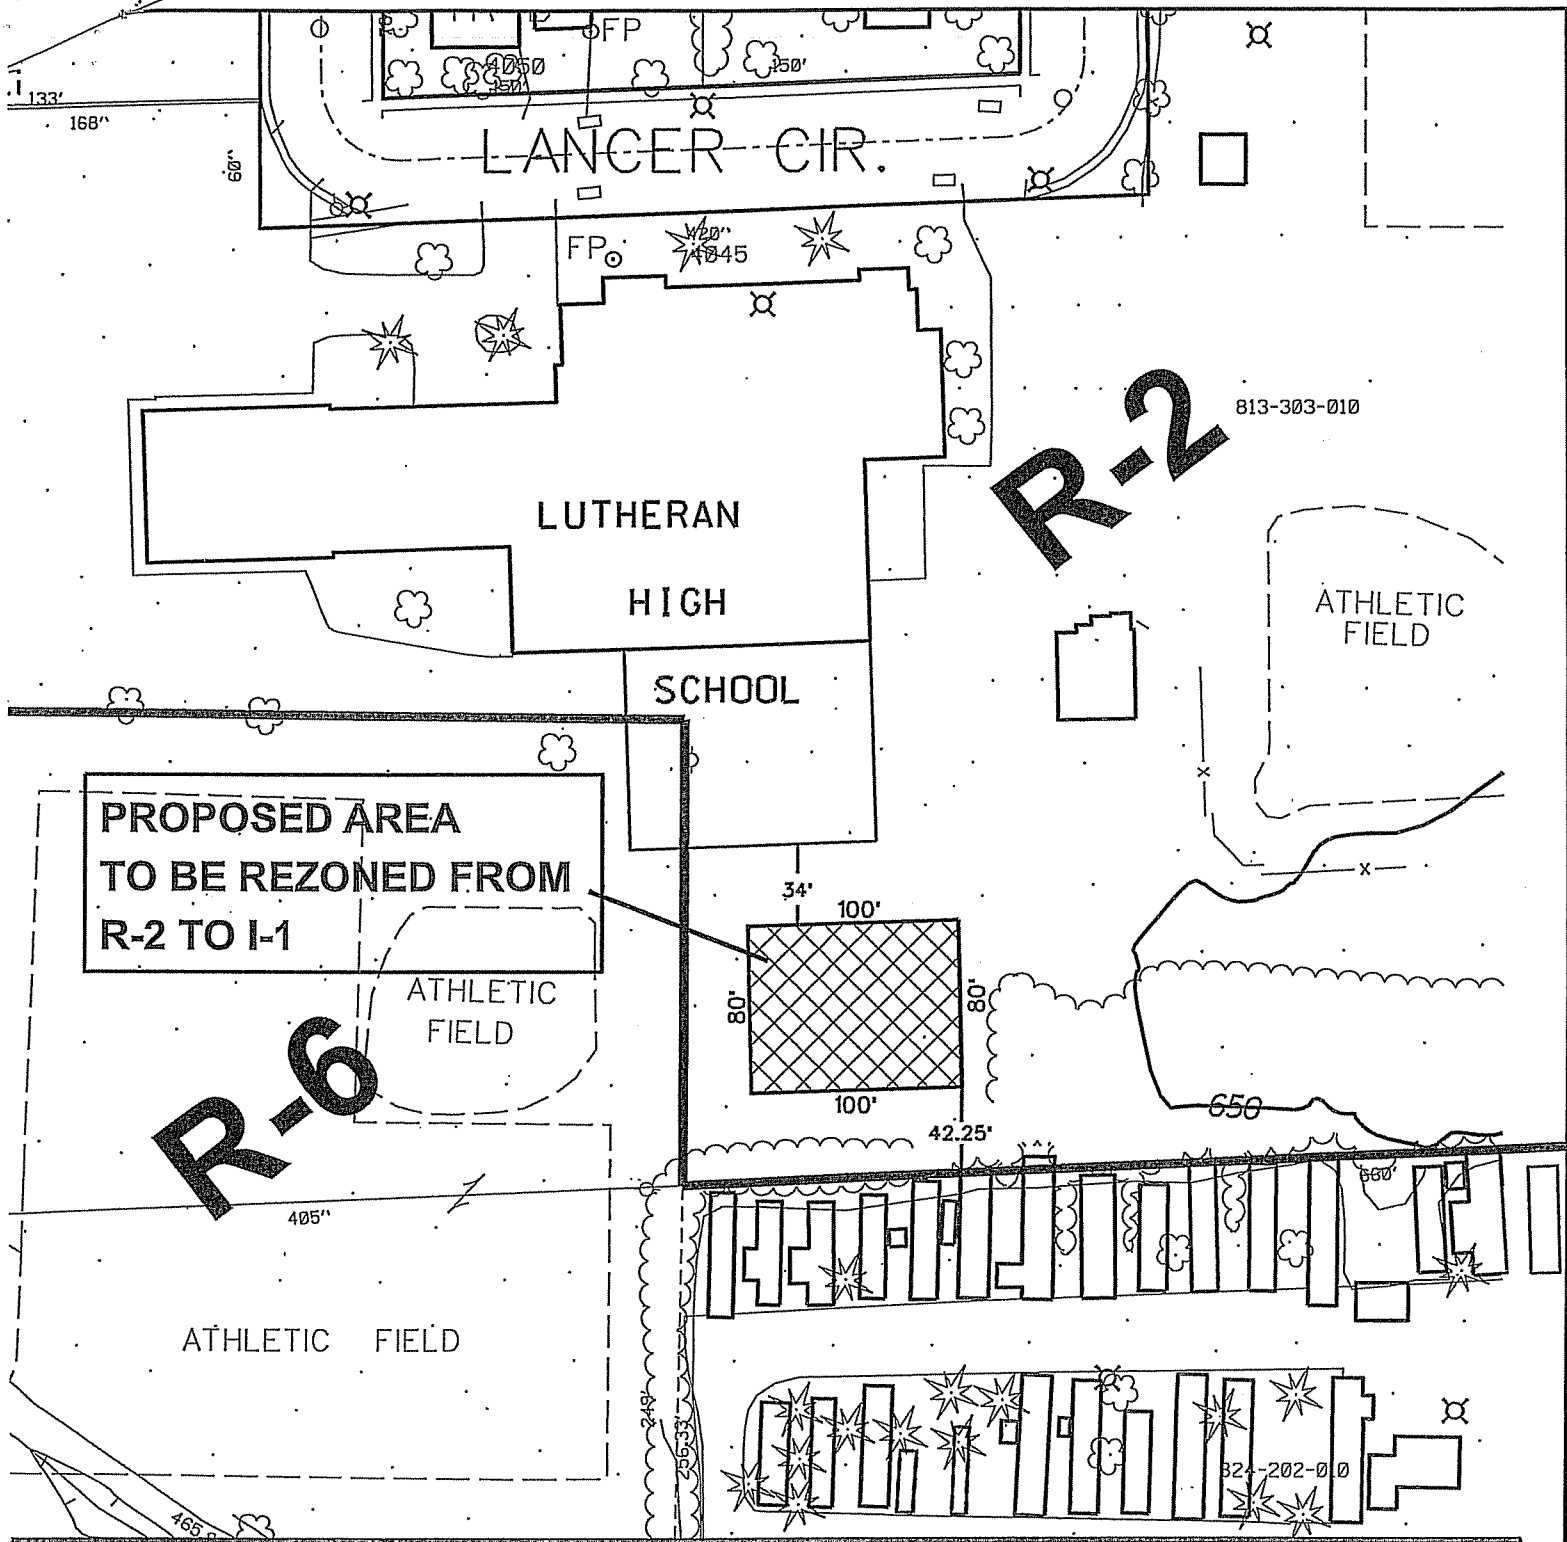 FP
4050
150'
150'
133'
168"
60"
LANCER CIR.
FP
420"
4045
R-2
813-303-010
LUTHERAN
HIGH
SCHOOL
ATHLETIC
FIELD
x
x
PROPOSED AREA
TO BE REZONED FROM
R-2 TO I-1
34'
100'
80'
80'
100'
42.25'
ATHLETIC
FIELD
R-6
650
660'
405"
ATHLETIC FIELD
249'
256.33'
824-202-010